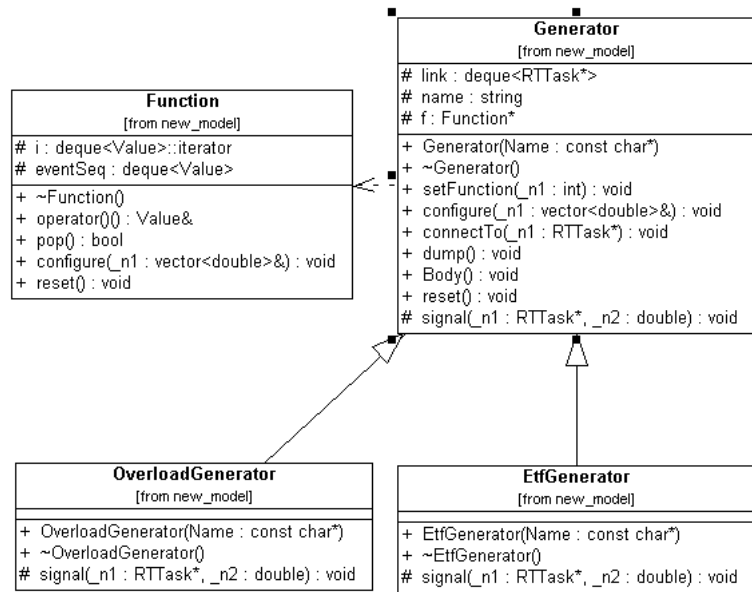 Generator
[from new_model]
# link : deque<RTTask*>
# name : string
# f : Function*
+ Generator(Name : const char*)
+ ~Generator()
+ setFunction(_n1 : int) : void
+ configure(_n1 : vector<double>&) : void
+ connectTo(_n1 : RTTask*) : void
+ dump() : void
+ Body() : void
+ reset() : void
# signal(_n1 : RTTask*, _n2 : double) : void
Function
[from new_model]
# i : deque<Value>::iterator
# eventSeq : deque<Value>
+ ~Function()
+ operator()() : Value&
+ pop() : bool
+ configure(_n1 : vector<double>&) : void
+ reset() : void
OverloadGenerator
[from new_model]
+ OverloadGenerator(Name : const char*)
+ ~OverloadGenerator()
# signal(_n1 : RTTask*, _n2 : double) : void
EtfGenerator
[from new_model]
+ EtfGenerator(Name : const char*)
+ ~EtfGenerator()
# signal(_n1 : RTTask*, _n2 : double) : void